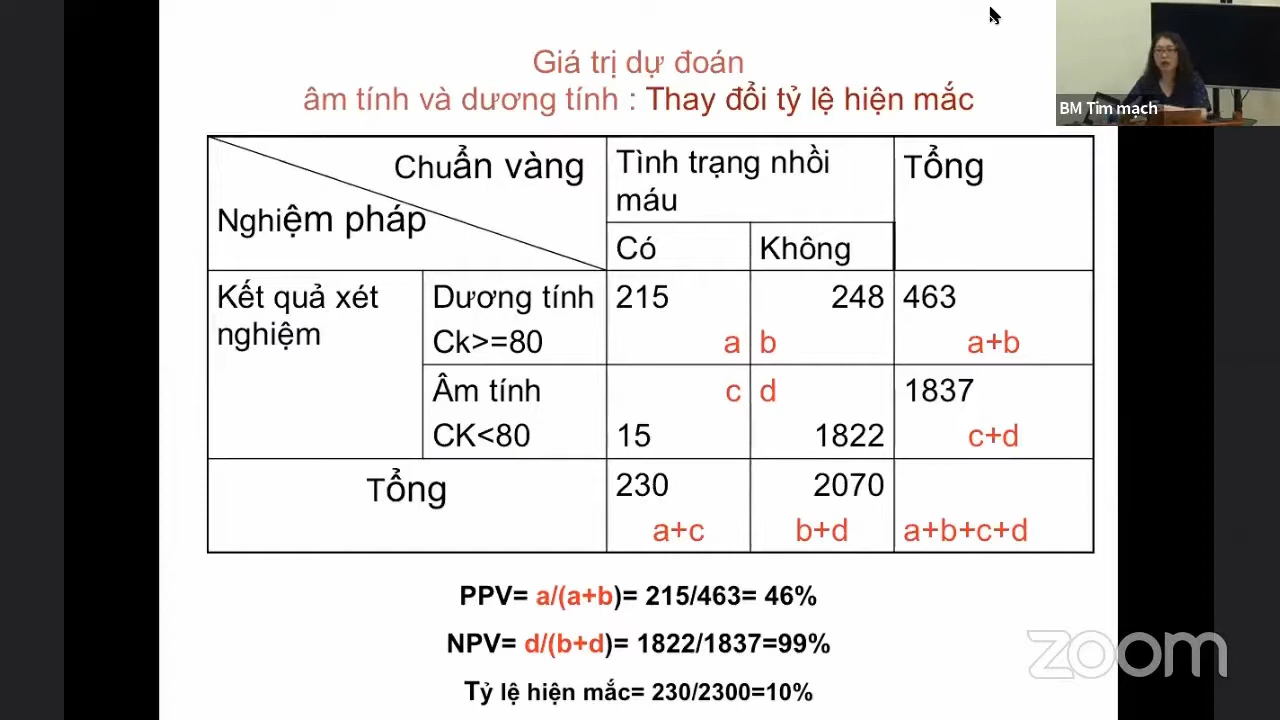 Giá trị dự đoán
âm tính và dương tính : Thay đổi tỷ lệ hiện mắc
BM Tim mạch
Chuẩn vàng
Nghiệm pháp
Tình trạng nhồi
máu
Tổng
Có
Không
Kết quả xét
nghiệm
Dương tính
Ck>=80
215
a
248
b
463
a+b
Âm tính
CK<80
c
15
d
1822
1837
c+d
Tổng
230
a+c
2070
b+d
a+b+c+d
PPV= a/(a+b)= 215/463= 46%
NPV= d/(b+d)= 1822/1837=99%
Tỷ lệ hiện mắc= 230/2300=10%
zoom